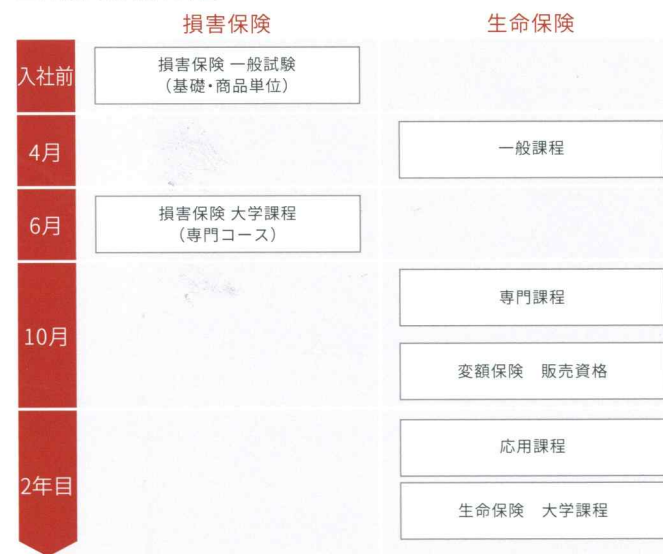 損害保険
生命保険
入社前
損害保険 一般試験
（基礎・商品単位）
4月
一般課程
6月
損害保険 大学課程
（専門コース）
10月
専門課程
変額保険　販売資格
2年目
応用課程
生命保険　大学課程